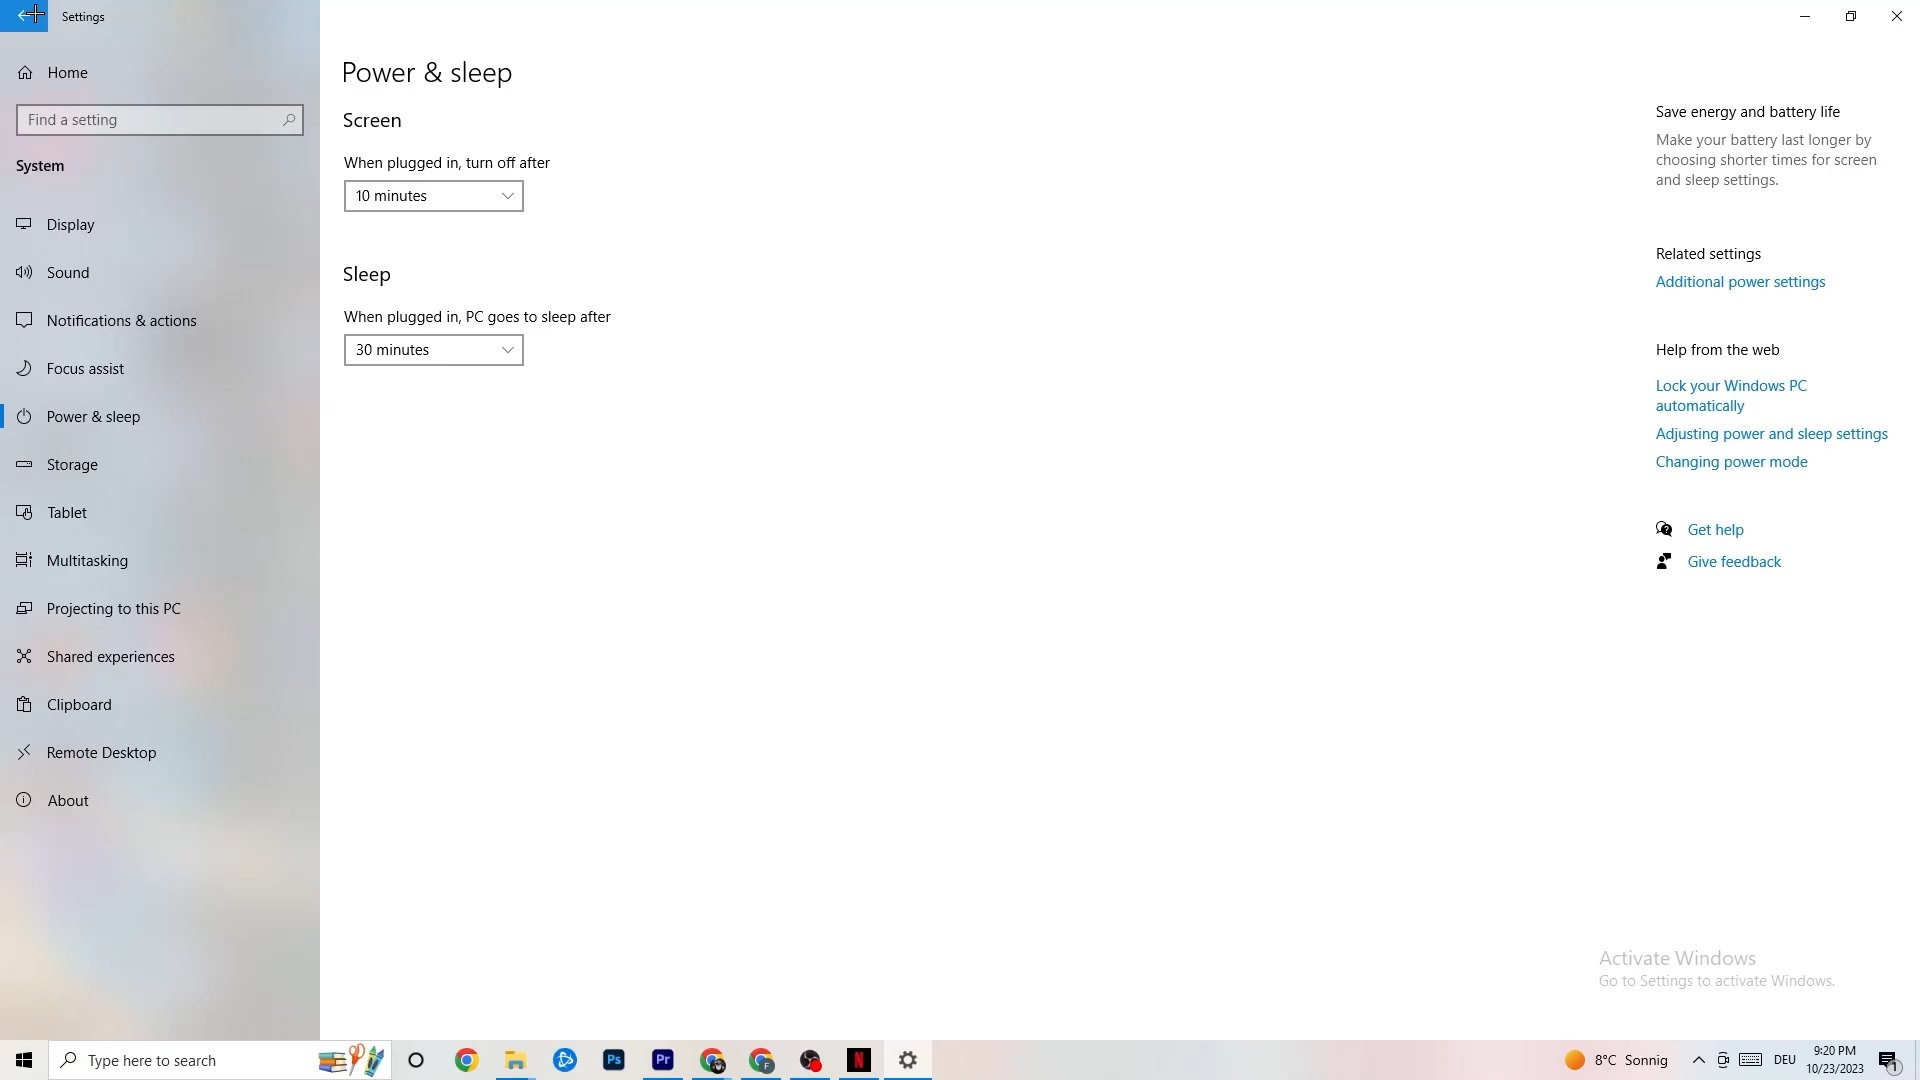 Settings
Home
Find a setting
System
Display
Sound
Notifications & actions
Focus assist
Power & sleep
Storage
Tablet
Multitasking
Projecting to this PC
Shared experiences
Clipboard
Remote Desktop
About
Power & sleep
Screen
When plugged in, turn off after
10 minutes
Sleep
When plugged in, PC goes to sleep after
30 minutes
Save energy and battery life
Make your battery last longer by
choosing shorter times for screen
and sleep settings.
Related settings
Additional power settings
Help from the web
Lock your Windows PC
automatically
Adjusting power and sleep settings
Changing power mode
Get help
Give feedback
Activate Windows
Go to Settings to activate Windows.
Type here to search
Ps
Pr
F
N
8°C Sonnig
DEU
9:20 PM
10/23/2023
1